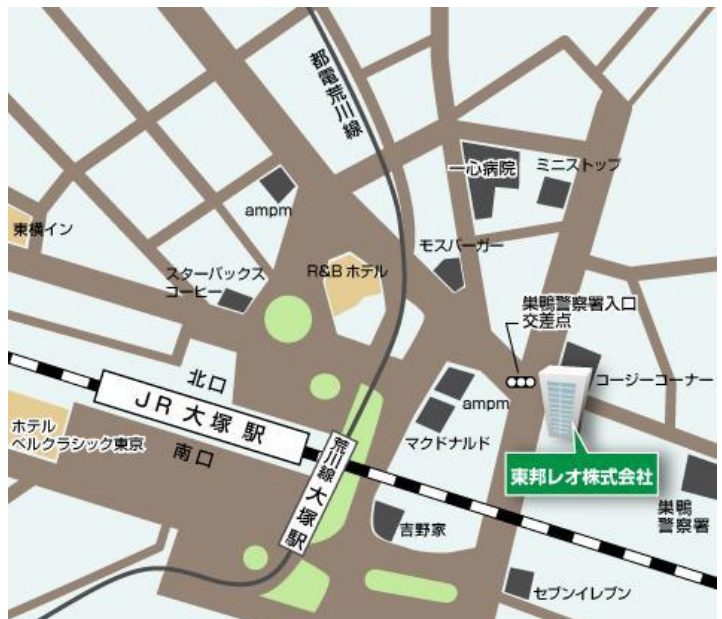 都電荒川線
一心病院
ミニストップ
ampm
東横イン
モスバーガー
スターバックス
コーヒー
R&Bホテル
巣鴨警察署入口
交差点
北口
JR大塚駅
コージーコーナー
ampm
ホテル
ベルクラシック東京
南口
マクドナルド
荒川線大塚駅
東邦レオ株式会社
吉野家
巣鴨
警察署
セブンイレブン